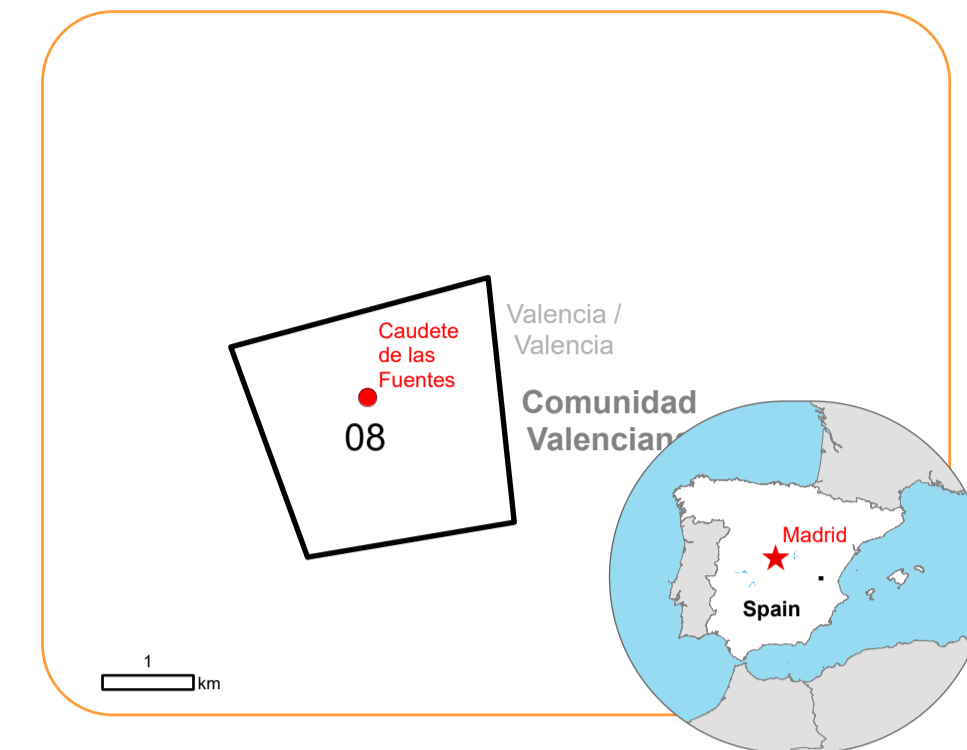 Valencia /
Valencia
Caudete
de las
Fuentes
08
Comunidad
Madrid
Spain
1
km